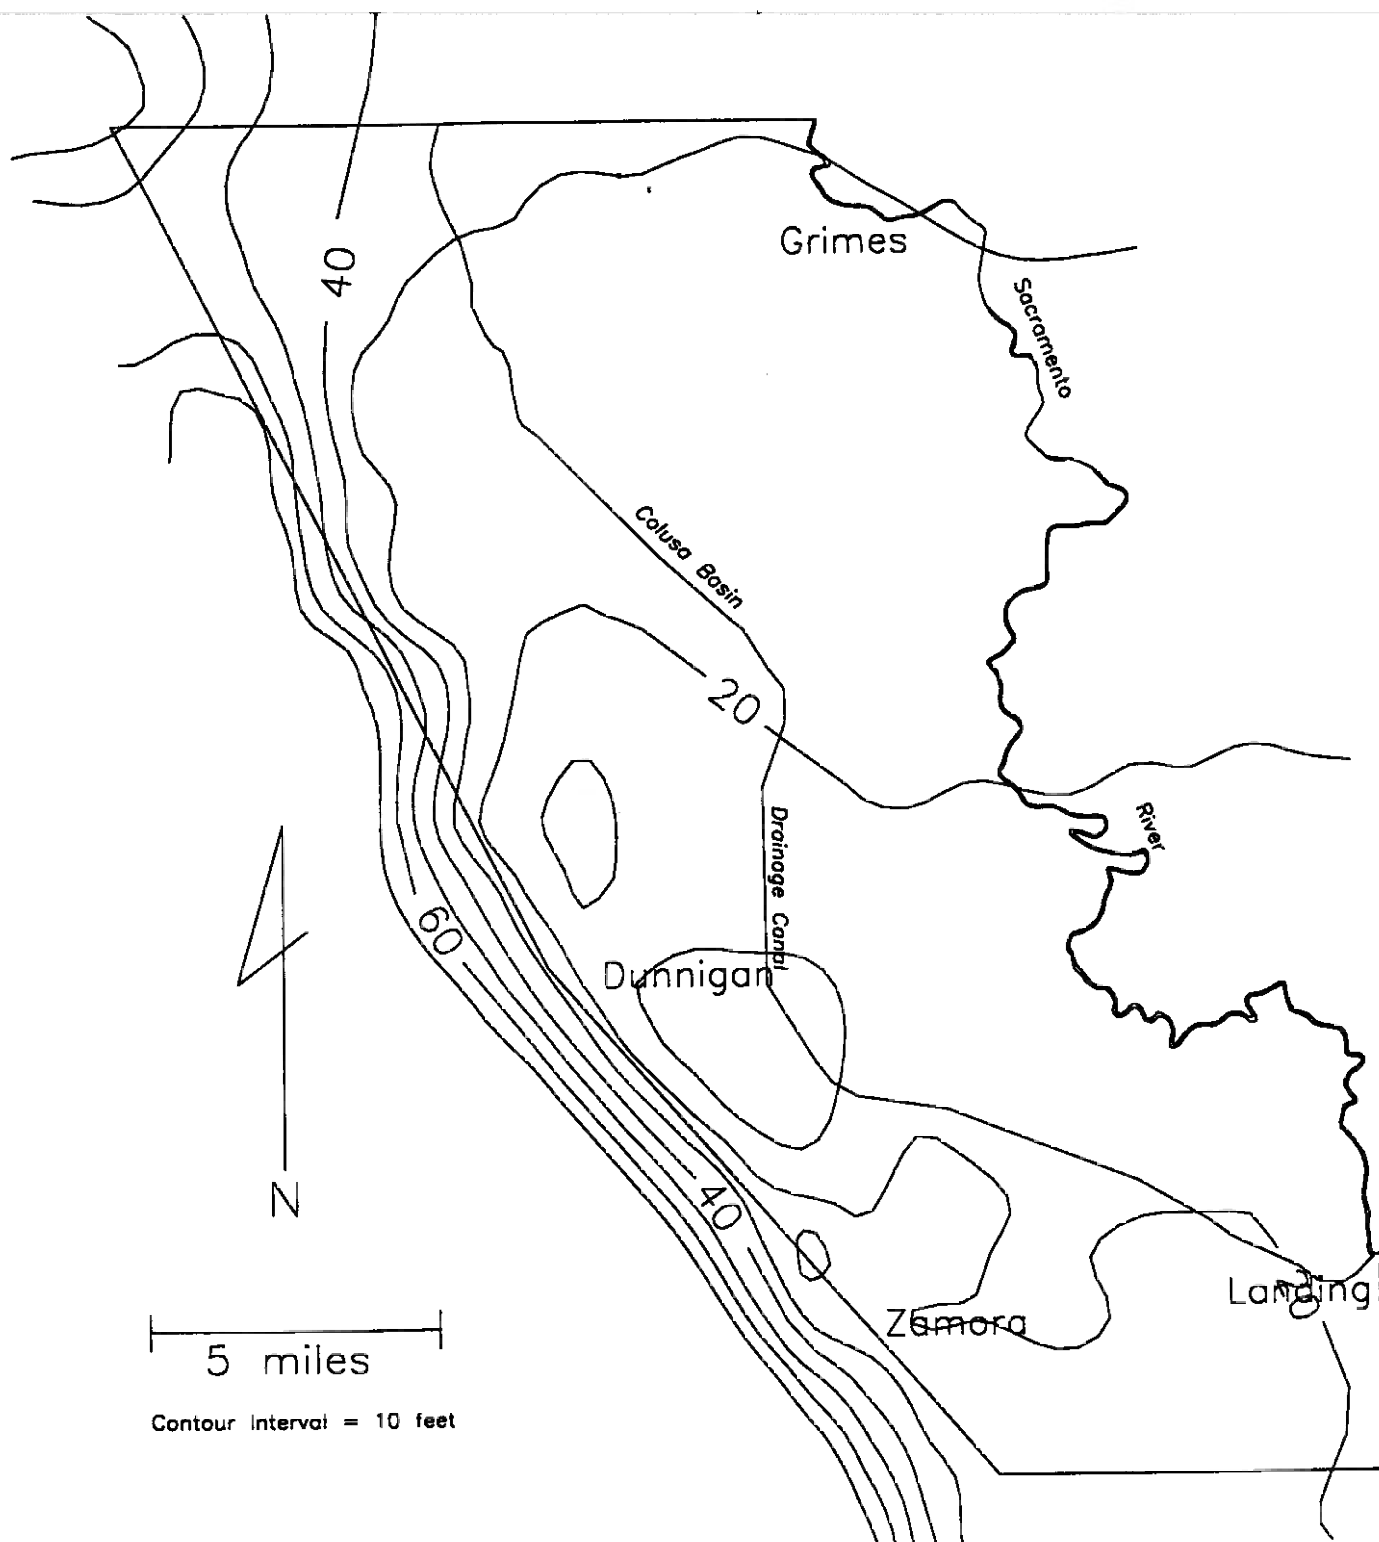 Grimes
40
Sacramento
Colusa Basin
20
River
Drainage Canal
60
Dunnigan
N
40
Landing
Zamora
5 miles
Contour Interval = 10 feet